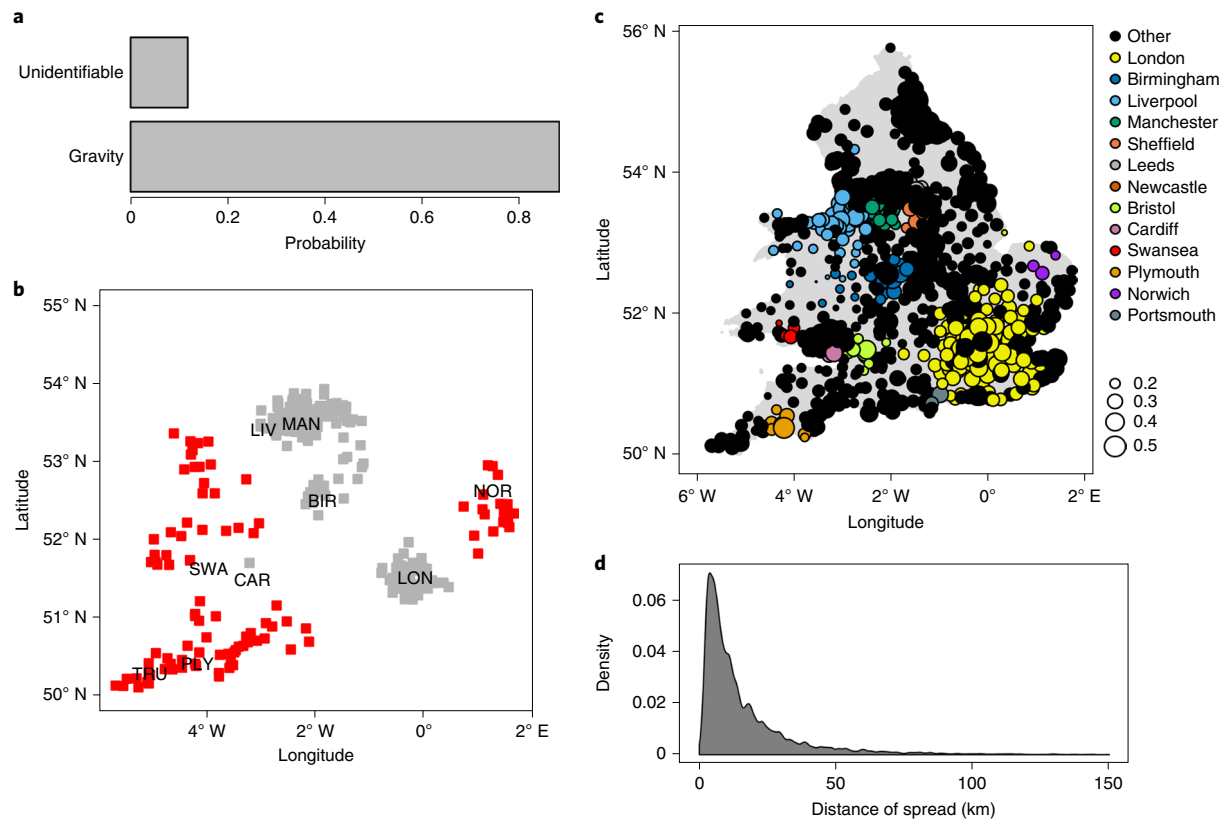 a
Unidentifiable
Gravity
0 0.2 0.4 0.6 0.8
Probability
b
55° N
54° N
53° N
52° N
51° N
50° N
Latitude
LIV MAN
BIR
NOR
SWA
CAR
LON
TRU
PLY
4° W 2° W 0° 2° E
Longitude
c
56° N
54° N
52° N
50° N
Latitude
6° W 4° W 2° W 0° 2° E
Longitude
Other
London
Birmingham
Liverpool
Manchester
Sheffield
Leeds
Newcastle
Bristol
Cardiff
Swansea
Plymouth
Norwich
Portsmouth
0.2
0.3
0.4
0.5
d
0.06
0.04
0.02
0
Density
0 50 100 150
Distance of spread (km)